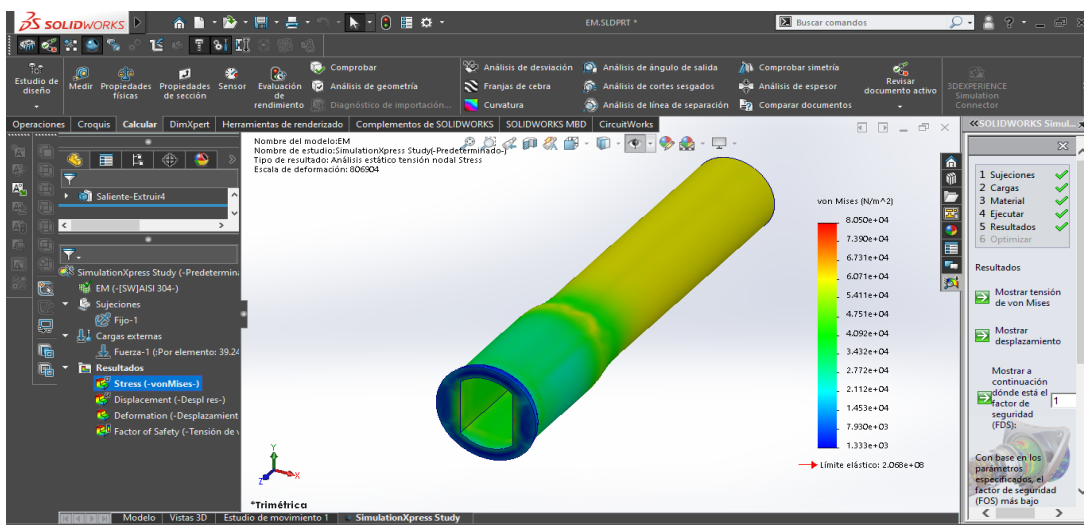 SOLIDWORKS
EM.SLDPRT *
Buscar comandos
Estudio de diseño
Medir
Propiedades físicas
Propiedades de sección
Sensor
Evaluación de rendimiento
Comprobar
Análisis de geometría
Diagnóstico de importación...
Análisis de desviación
Franjas de cebra
Curvatura
Análisis de ángulo de salida
Análisis de cortes sesgados
Análisis de línea de separación
Comprobar simetría
Análisis de espesor
Comparar documentos
Revisar documento activo
3DEXPERIENCE Simulation Connector
Operaciones
Croquis
Calcular
DimXpert
Herramientas de renderizado
Complementos de SOLIDWORKS
SOLIDWORKS MBD
CircuitWorks
Saliente-Extruir4
SimulationXpress Study (-Predetermina
EM (-[SW]AISI 304-)
Sujeciones
Fijo-1
Cargas externas
Fuerza-1 (:Por elemento: 39.24
Resultados
Stress (-vonMises-)
Displacement (-Despl res-)
Deformation (-Desplazamient
Factor of Safety (-Tensión de v
Nombre del modelo:EM
Nombre de estudio:SimulationXpress Study(-Predeterminado-)
Tipo de resultado: Análisis estático tensión nodal Stress
Escala de deformación: 806904
von Mises (N/m^2)
8.050e+04
7.390e+04
6.731e+04
6.071e+04
5.411e+04
4.751e+04
4.092e+04
3.432e+04
2.772e+04
2.112e+04
1.453e+04
7.930e+03
1.333e+03
Límite elástico: 2.068e+08
Y
X
Z
*Trimétrica
SOLIDWORKS Simul...
1 Sujeciones
2 Cargas
3 Material
4 Ejecutar
5 Resultados
6 Optimizar
Resultados
Mostrar tensión
de von Mises
Mostrar
desplazamiento
Mostrar a
continuación
dónde está el
factor de
seguridad
(FDS):
1
Con base en los
parámetros
especificados, el
factor de seguridad
(FOS) más bajo
Modelo
Vistas 3D
Estudio de movimiento 1
SimulationXpress Study